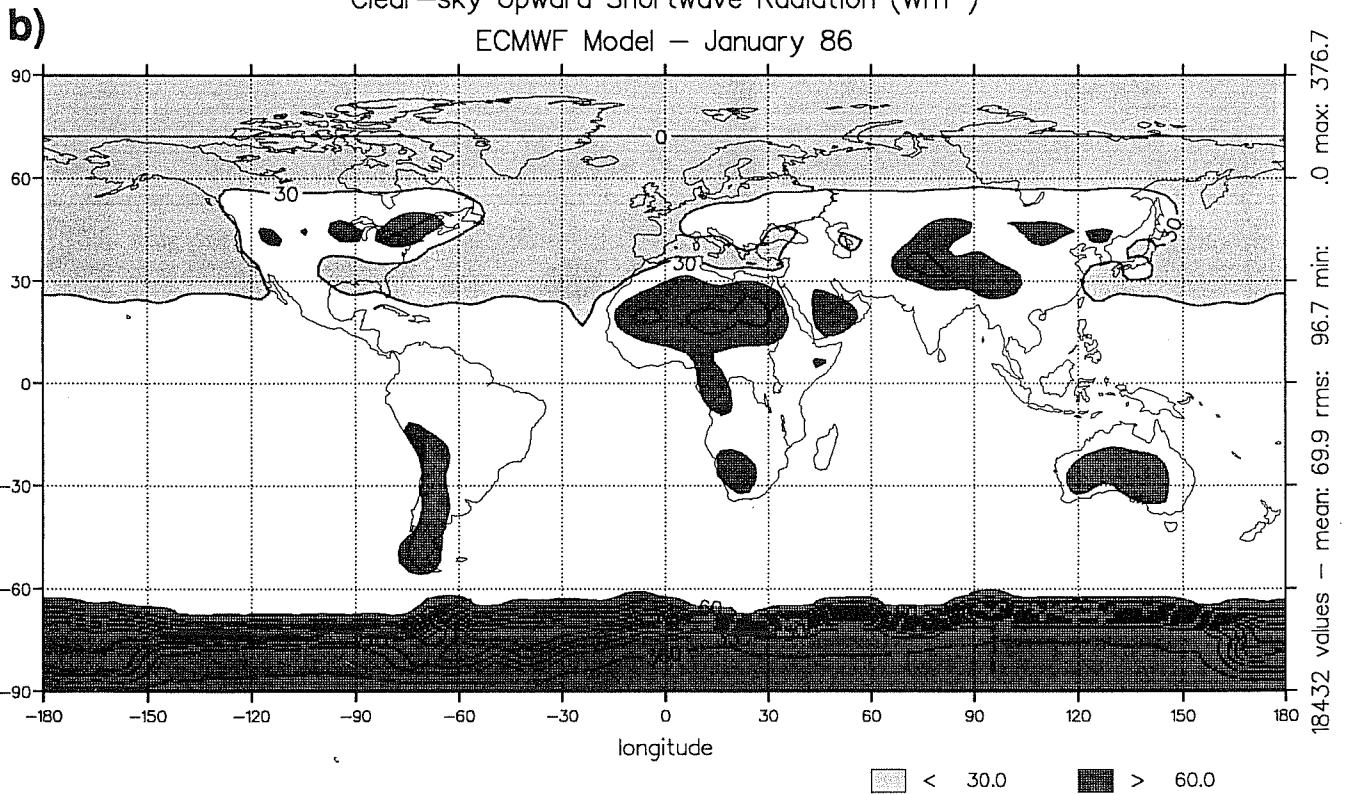 b)
Clear-sky Upward Shortwave Radiation (Wm
ECMWF Model – January 86
90
60
30
0
−30
−60
−90
0
30
30
30
60
−180 −150 −120 −90 −60 −30 0 30 60 90 120 150 180
longitude
< 30.0 > 60.0
18432 values – mean: 69.9 rms: 96.7 min: .0 max: 376.7